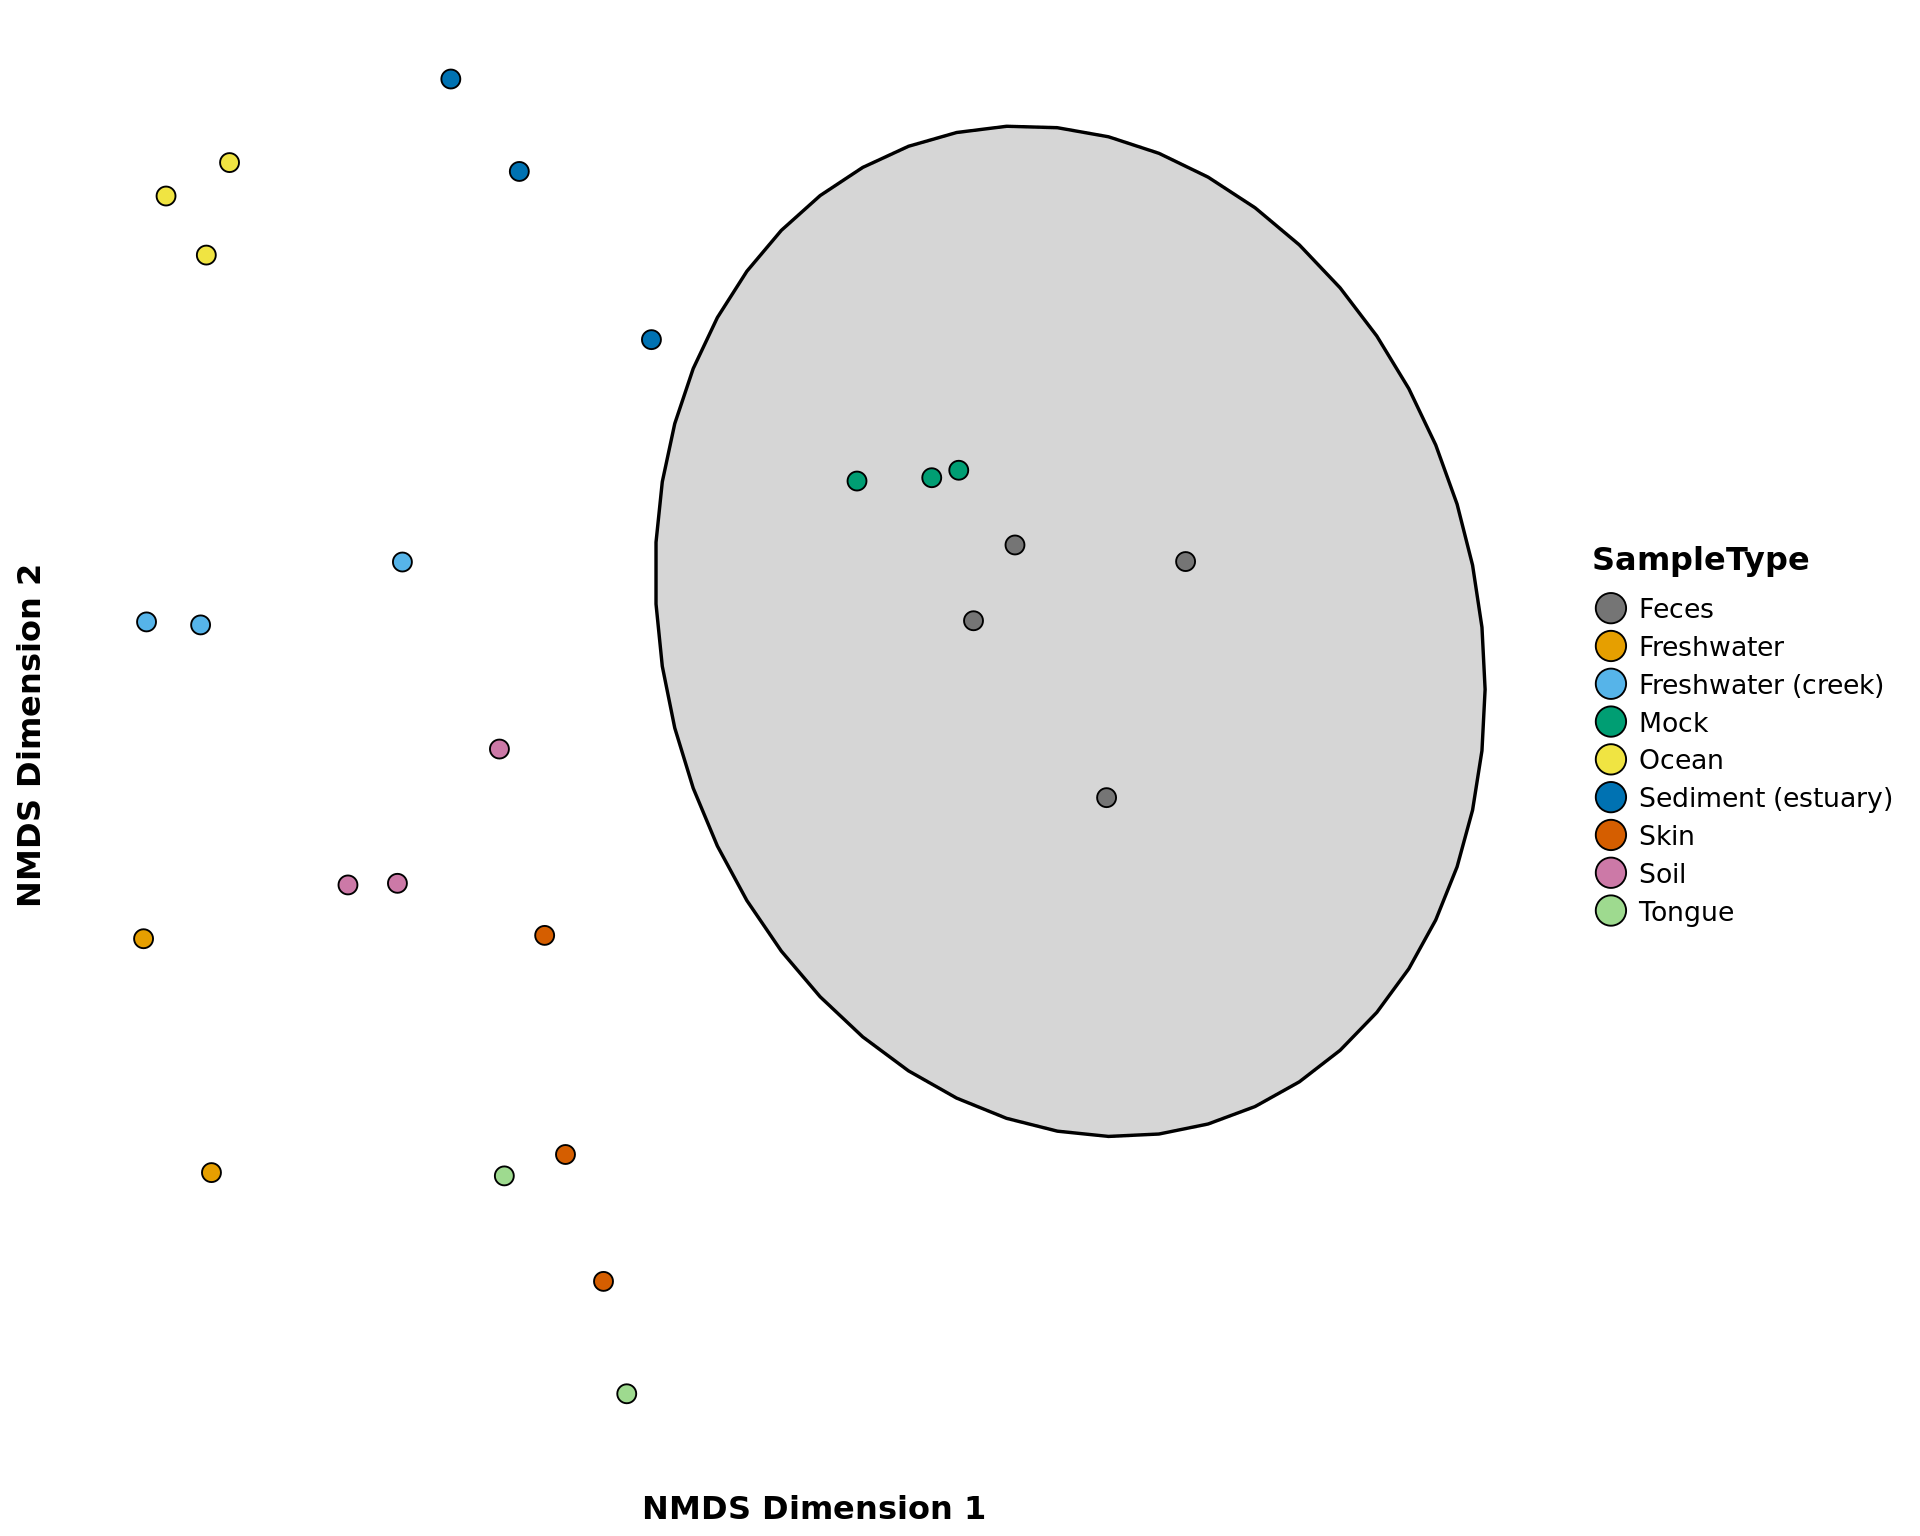 NMDS Dimension 2
NMDS Dimension 1
SampleType
Feces
Freshwater
Freshwater (creek)
Mock
Ocean
Sediment (estuary)
Skin
Soil
Tongue